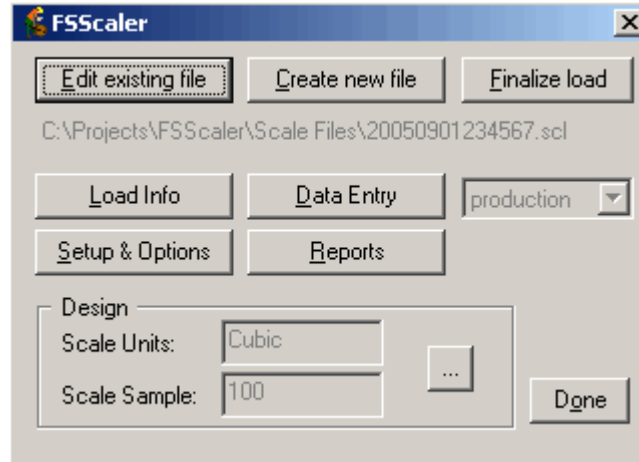 FSScaler
Edit existing file Create new file Finalize load
C:\Projects\FSScaler\Scale Files\20050901234567.scl
Load Info Data Entry production
Setup & Options Reports
Design
Scale Units: Cubic
...
Scale Sample: 100
Done